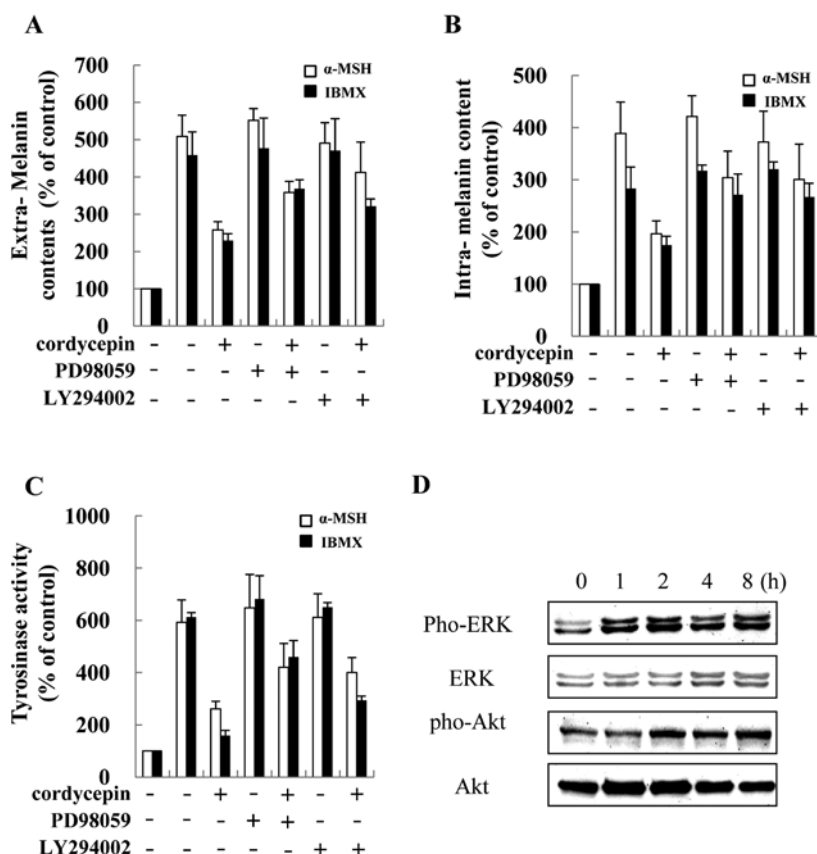 A
Extra- Melanin
contents (% of control)
700
600
500
400
300
200
100
0
α-MSH
IBMX
cordycepin - - + - + - +
PD98059 - - - + + - -
LY294002 - - - - - + +
B
Intra- melanin content
(% of control)
500
400
300
200
100
0
α-MSH
IBMX
cordycepin - - + - + - +
PD98059 - - - + + - -
LY294002 - - - - - + +
C
Tyrosinase activity
(% of control)
1000
800
600
400
200
0
α-MSH
IBMX
cordycepin - - + - + - +
PD98059 - - - + + - -
LY294002 - - - - - + +
D
0 1 2 4 8 (h)
Pho-ERK
ERK
pho-Akt
Akt